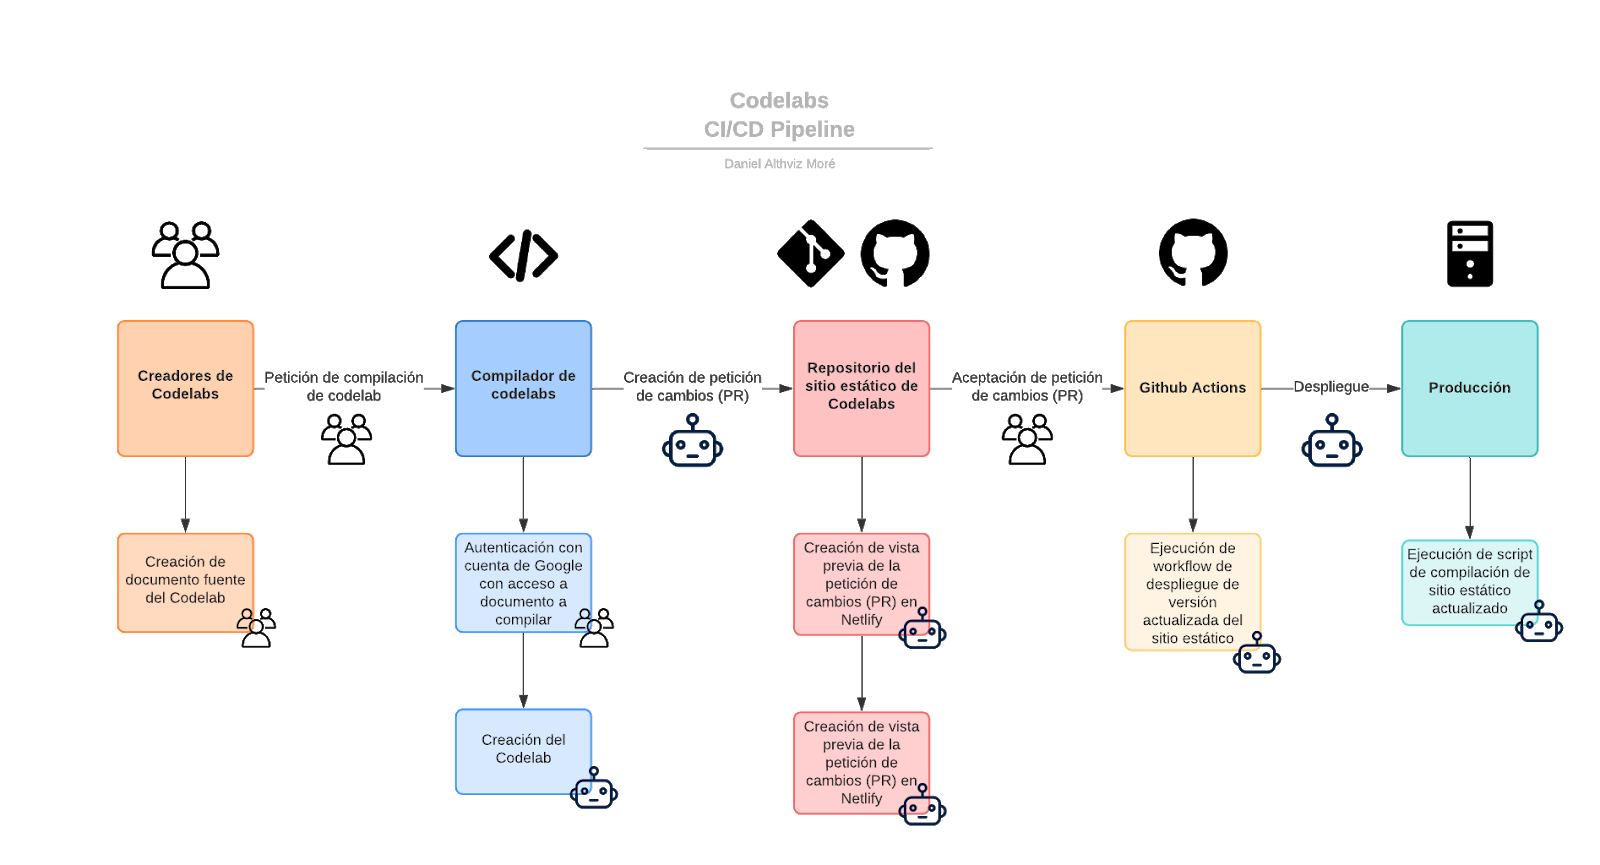 Codelabs
CI/CD Pipeline
Daniel Althviz Moré
Creadores de
Codelabs
Petición de compilación
de codelab
Compilador de
codelabs
Creación de petición
de cambios (PR)
Repositorio del
sitio estático de
Codelabs
Aceptación de petición
de cambios (PR)
Github Actions
Despliegue
Producción
Creación de
documento fuente
del Codelab
Autenticación con
cuenta de Google
con acceso a
documento a
compilar
Creación de vista
previa de la
petición de
cambios (PR) en
Netlify
Ejecución de
workflow de
despliegue de
versión
actualizada del
sitio estático
Ejecución de script
de compilación de
sitio estático
actualizado
Creación del
Codelab
Creación de vista
previa de la
petición de
cambios (PR) en
Netlify